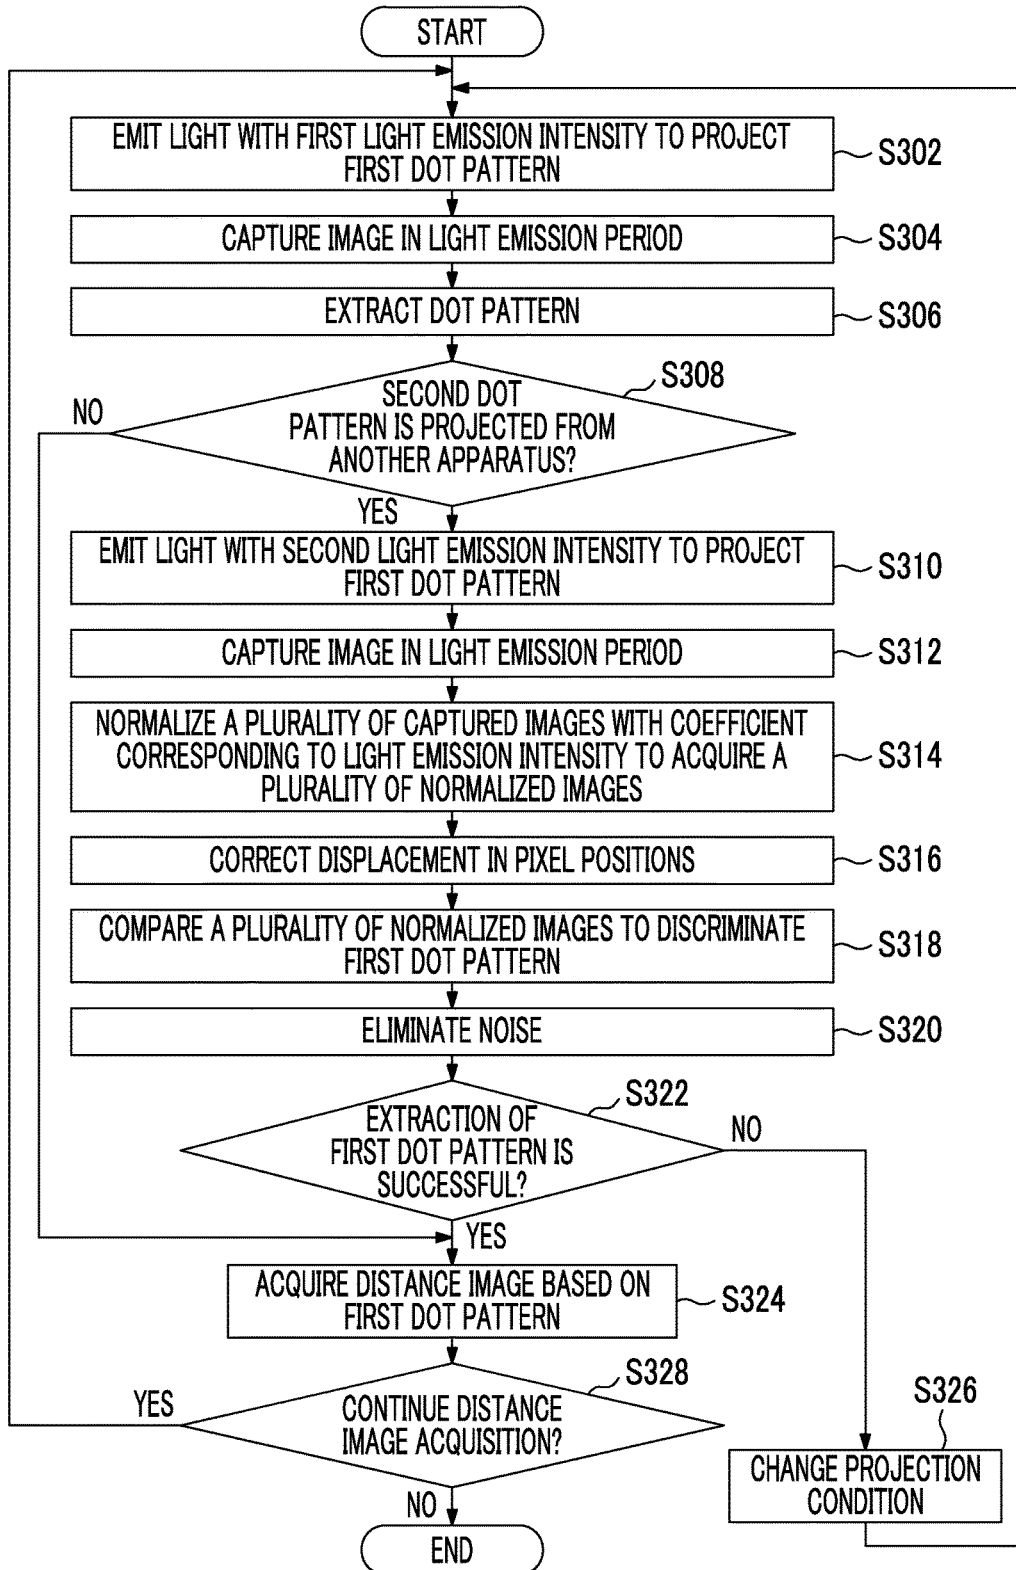 START
EMIT LIGHT WITH FIRST LIGHT EMISSION INTENSITY TO PROJECT
FIRST DOT PATTERN
S302
CAPTURE IMAGE IN LIGHT EMISSION PERIOD
S304
EXTRACT DOT PATTERN
S306
S308
NO
SECOND DOT
PATTERN IS PROJECTED FROM
ANOTHER APPARATUS?
YES
EMIT LIGHT WITH SECOND LIGHT EMISSION INTENSITY TO PROJECT
FIRST DOT PATTERN
S310
CAPTURE IMAGE IN LIGHT EMISSION PERIOD
S312
NORMALIZE A PLURALITY OF CAPTURED IMAGES WITH COEFFICIENT
CORRESPONDING TO LIGHT EMISSION INTENSITY TO ACQUIRE A
PLURALITY OF NORMALIZED IMAGES
S314
CORRECT DISPLACEMENT IN PIXEL POSITIONS
S316
COMPARE A PLURALITY OF NORMALIZED IMAGES TO DISCRIMINATE
FIRST DOT PATTERN
S318
ELIMINATE NOISE
S320
S322
EXTRACTION OF
FIRST DOT PATTERN IS
SUCCESSFUL?
NO
YES
ACQUIRE DISTANCE IMAGE BASED ON
FIRST DOT PATTERN
S324
S328
YES
CONTINUE DISTANCE
IMAGE ACQUISITION?
S326
CHANGE PROJECTION
CONDITION
NO
END